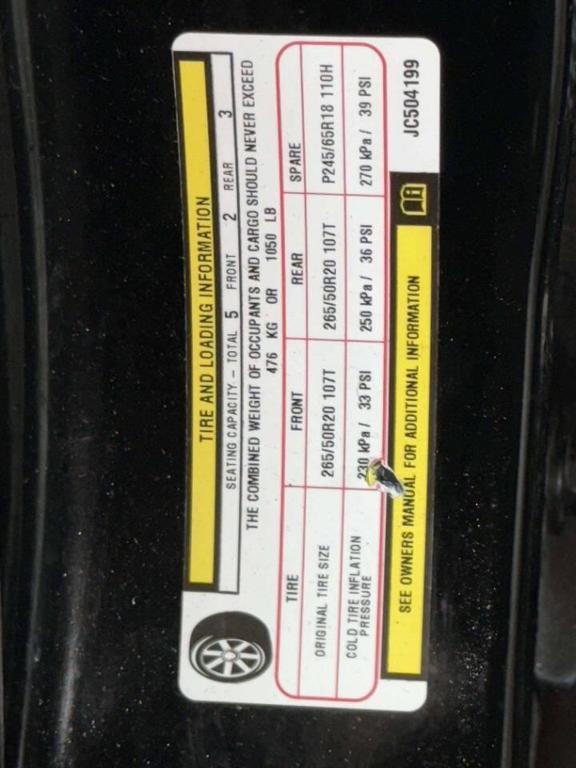 TIRE AND LOADING INFORMATION
SEATING CAPACITY – TOTAL 5 FRONT 2 REAR 3
THE COMBINED WEIGHT OF OCCUPANTS AND CARGO SHOULD NEVER EXCEED
476 KG OR 1050 LB
TIRE FRONT REAR SPARE
ORIGINAL TIRE SIZE 265/50R20 107T 265/50R20 107T P245/65R18 110H
COLD TIRE INFLATION
PRESSURE 230 kPa / 33 PSI 250 kPa / 36 PSI 270 kPa / 39 PSI
SEE OWNERS MANUAL FOR ADDITIONAL INFORMATION
JC504199